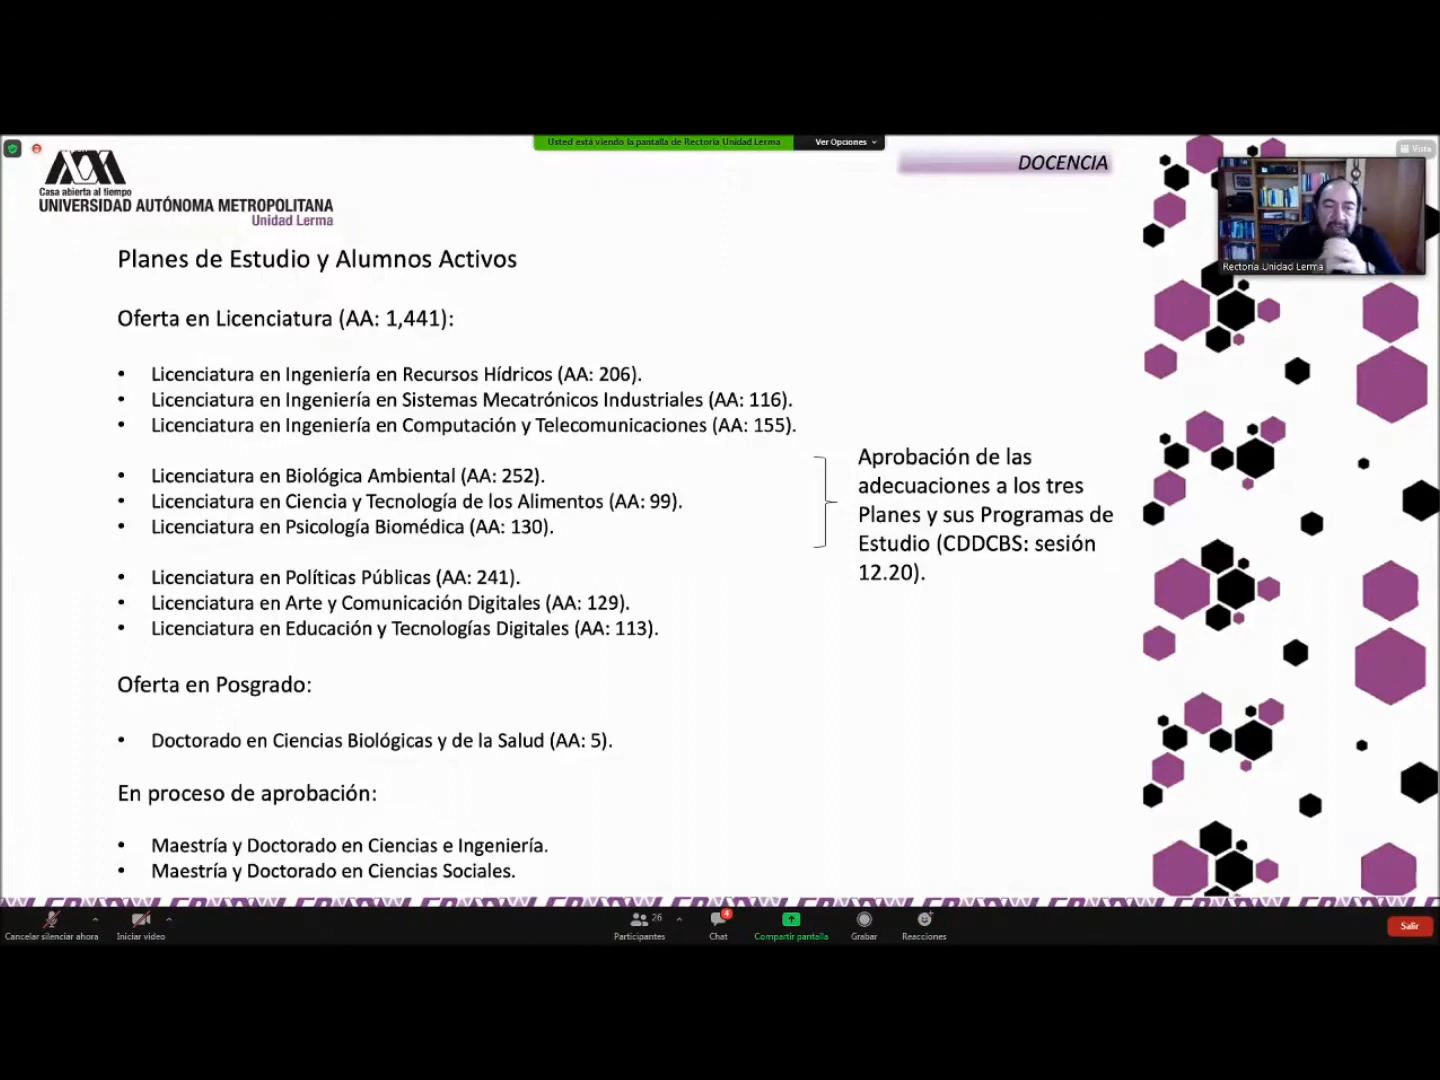 Usted está viendo la pantalla de Rectoría Unidad Lerma
Ver Opciones
Vista
DOCENCIA
Casa abierta al tiempo
UNIVERSIDAD AUTÓNOMA METROPOLITANA
Unidad Lerma
Rectoría Unidad Lerma
Planes de Estudio y Alumnos Activos
Oferta en Licenciatura (AA: 1,441):
• Licenciatura en Ingeniería en Recursos Hídricos (AA: 206).
• Licenciatura en Ingeniería en Sistemas Mecatrónicos Industriales (AA: 116).
• Licenciatura en Ingeniería en Computación y Telecomunicaciones (AA: 155).
• Licenciatura en Biológica Ambiental (AA: 252).
• Licenciatura en Ciencia y Tecnología de los Alimentos (AA: 99).
• Licenciatura en Psicología Biomédica (AA: 130).
Aprobación de las
adecuaciones a los tres
Planes y sus Programas de
Estudio (CDDCBS: sesión
12.20).
• Licenciatura en Políticas Públicas (AA: 241).
• Licenciatura en Arte y Comunicación Digitales (AA: 129).
• Licenciatura en Educación y Tecnologías Digitales (AA: 113).
Oferta en Posgrado:
• Doctorado en Ciencias Biológicas y de la Salud (AA: 5).
En proceso de aprobación:
• Maestría y Doctorado en Ciencias e Ingeniería.
• Maestría y Doctorado en Ciencias Sociales.
Cancelar silenciar ahora
Iniciar video
26
Participantes
4
Chat
Compartir pantalla
Grabar
Reacciones
Salir